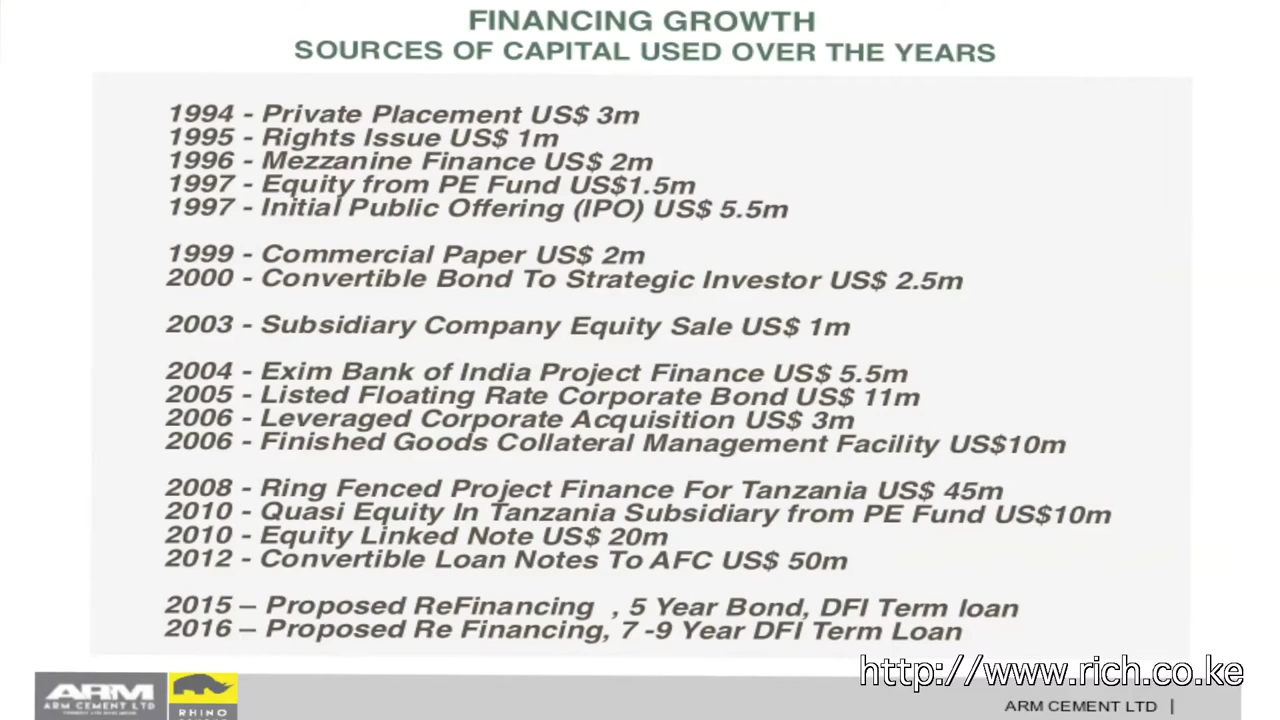 FINANCING GROWTH
SOURCES OF CAPITAL USED OVER THE YEARS
1994 - Private Placement US$ 3m
1995 - Rights Issue US$ 1m
1996 - Mezzanine Finance US$ 2m
1997 - Equity from PE Fund US$1.5m
1997 - Initial Public Offering (IPO) US$ 5.5m
1999 - Commercial Paper US$ 2m
2000 - Convertible Bond To Strategic Investor US$ 2.5m
2003 - Subsidiary Company Equity Sale US$ 1m
2004 - Exim Bank of India Project Finance US$ 5.5m
2005 - Listed Floating Rate Corporate Bond US$ 11m
2006 - Leveraged Corporate Acquisition US$ 3m
2006 - Finished Goods Collateral Management Facility US$10m
2008 - Ring Fenced Project Finance For Tanzania US$ 45m
2010 - Quasi Equity In Tanzania Subsidiary from PE Fund US$10m
2010 - Equity Linked Note US$ 20m
2012 - Convertible Loan Notes To AFC US$ 50m
2015 – Proposed ReFinancing , 5 Year Bond, DFI Term loan
2016 – Proposed Re Financing, 7 -9 Year DFI Term Loan
http://www.rich.co.ke
ARM
ARM CEMENT LTD
RHINO
ARM CEMENT LTD |